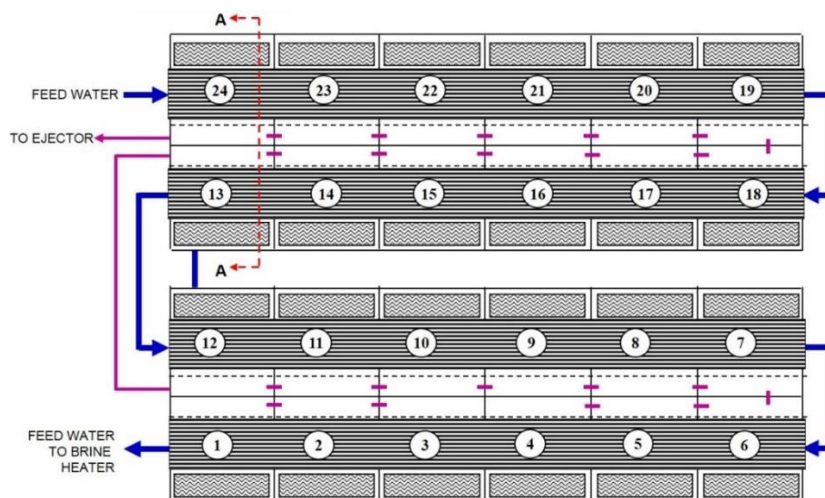 A
FEED WATER
24 23 22 21 20 19
TO EJECTOR
13 14 15 16 17 18
A
12 11 10 9 8 7
FEED WATER
TO BRINE
HEATER
1 2 3 4 5 6